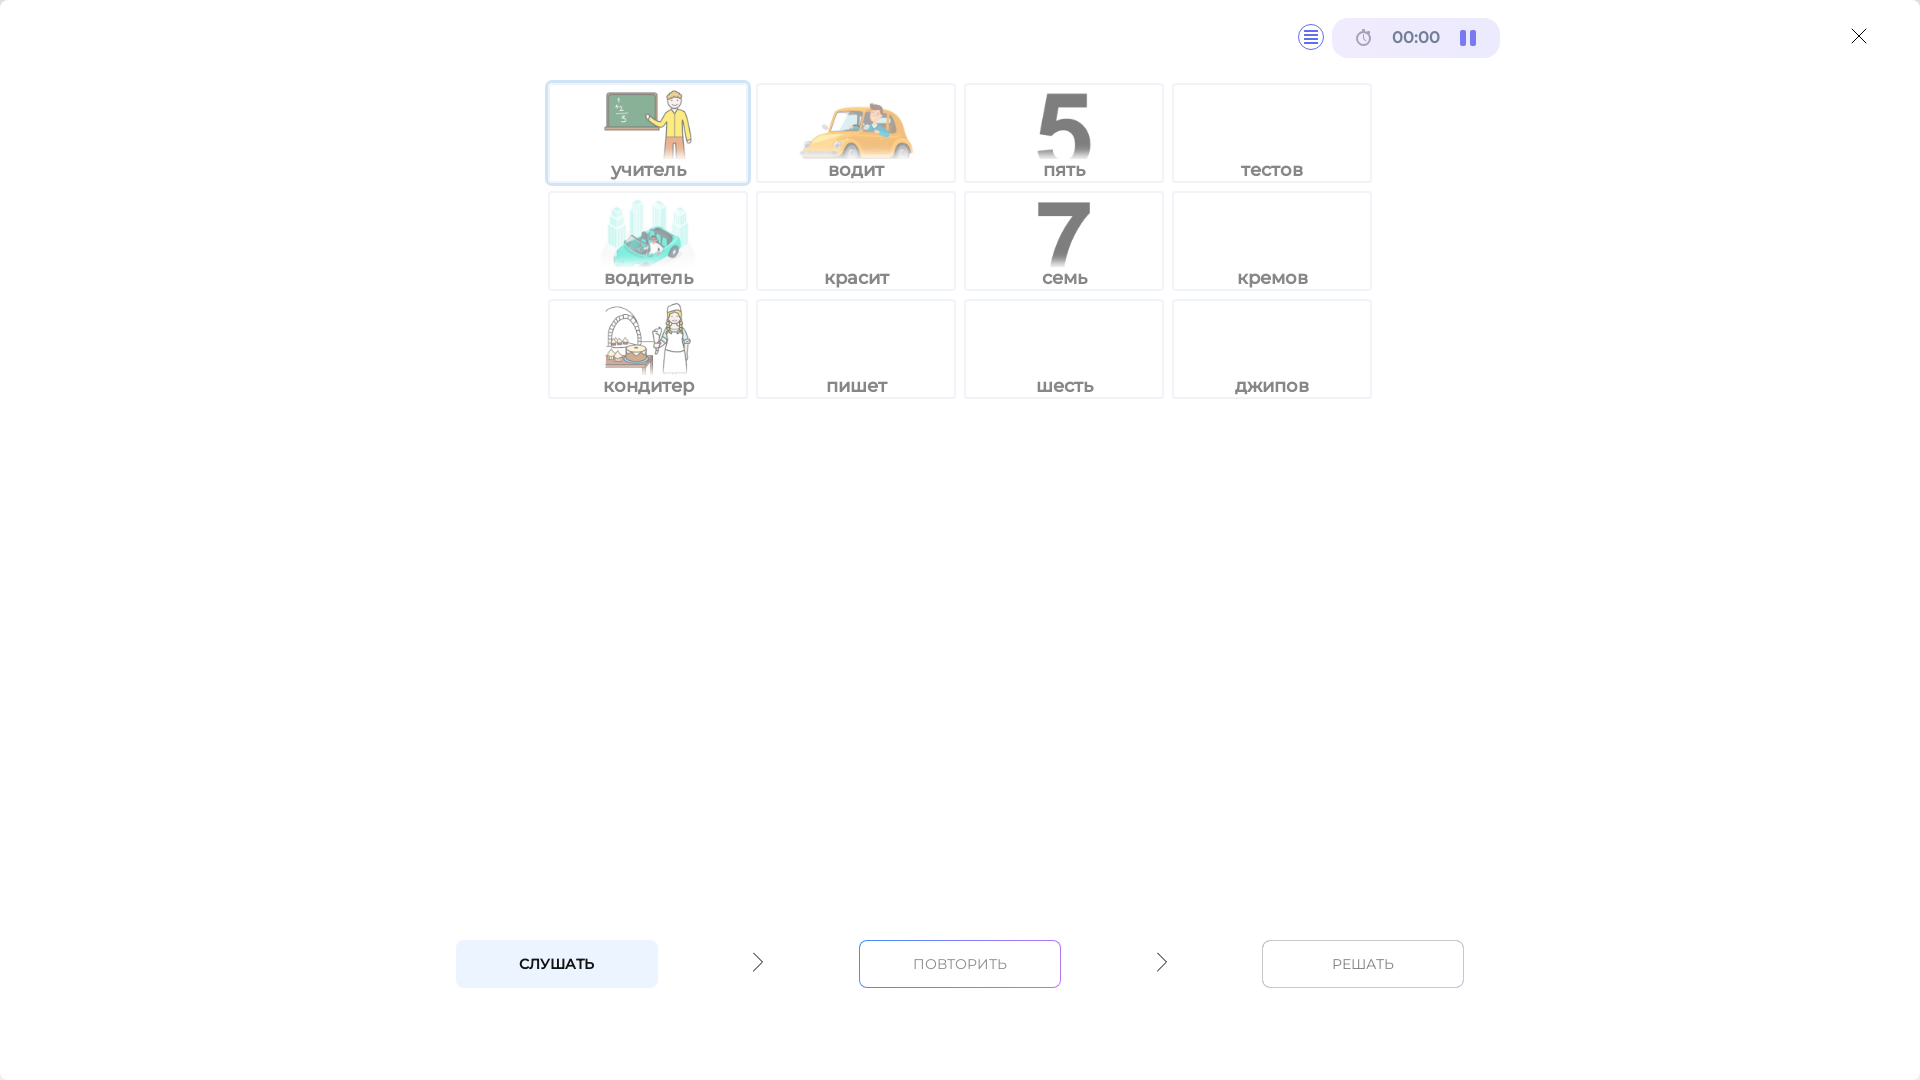 00:00
учитель
водит
5
пять
тестов
водитель
красит
7
семь
кремов
кондитер
пишет
шесть
джипов
СЛУШАТЬ
ПОВТОРИТЬ
РЕШАТЬ